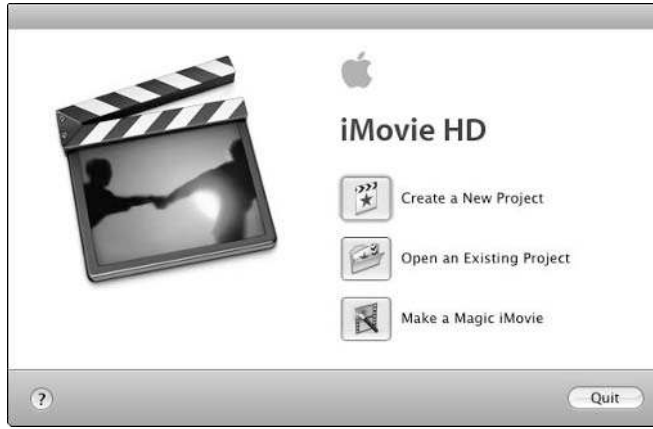 iMovie HD
Create a New Project
Open an Existing Project
Make a Magic iMovie
?
Quit